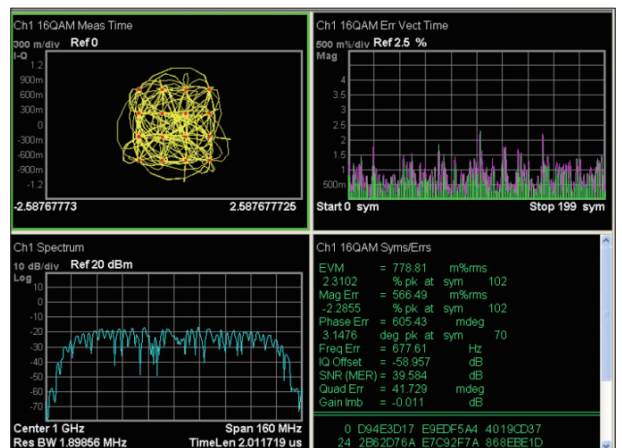 Ch1 16QAM Meas Time
300 m/div Ref 0
I-Q
1.2
900m
600m
300m
0
-300m
-600m
-900m
-1.2
-2.58767773 2.587677725
Ch1 16QAM Err Vect Time
500 m%/div Ref 2.5 %
Mag
4
3.5
3
2.5
2
1.5
500m
Start 0 sym Stop 199 sym
Ch1 Spectrum
10 dB/div Ref 20 dBm
Log
10
0
-10
-20
-30
-40
-50
-60
-70
Center 1 GHz Span 160 MHz
Res BW 1.89856 MHz TimeLen 2.011719 us
Ch1 16QAM Syms/Errs
EVM = 778.81 m%rms
2.3102 % pk at sym 102
Mag Err = 566.49 m%rms
-2.2855 % pk at sym 102
Phase Err = 605.43 mdeg
3.1476 deg pk at sym 70
Freq Err = 677.61 Hz
IQ Offset = -58.957 dB
SNR (MER) = 39.584 dB
Quad Err = 41.729 mdeg
Gain Imb = -0.011 dB
0 D94E3D17 E9EDF5A4 4019CD37
24 2B62D76A E7C92F7A 868EBE1D